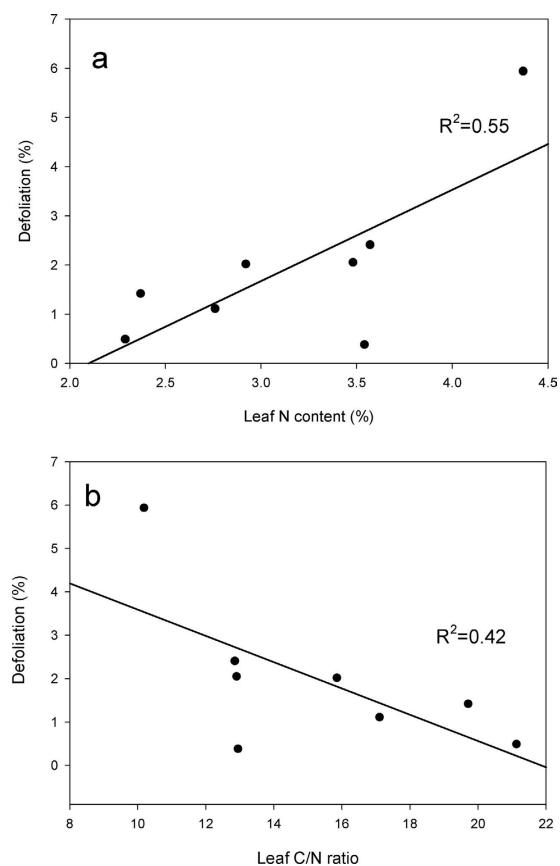 a
7
6
5
4
3
2
1
0
Defoliation (%)
R²=0.55
2.0 2.5 3.0 3.5 4.0 4.5
Leaf N content (%)
b
7
6
5
4
3
2
1
0
Defoliation (%)
R²=0.42
8 10 12 14 16 18 20 22
Leaf C/N ratio